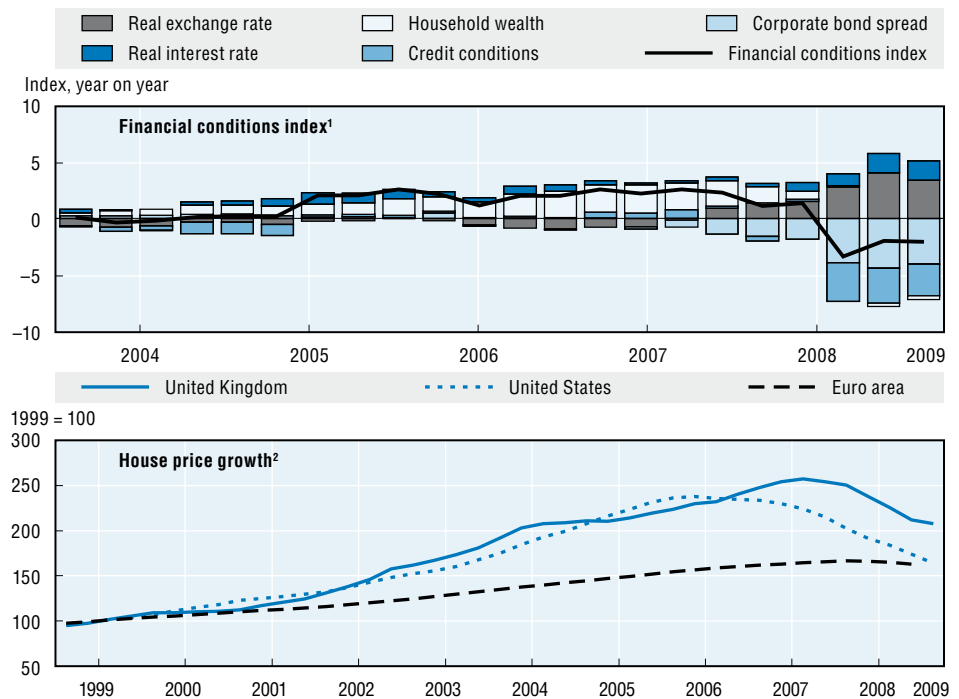 Real exchange rate Household wealth Corporate bond spread
Real interest rate Credit conditions Financial conditions index
Index, year on year
10
Financial conditions index¹
5
0
–5
–10
2004 2005 2006 2007 2008 2009
United Kingdom United States Euro area
1999 = 100
300
House price growth²
250
200
150
100
50
1999 2000 2001 2002 2003 2004 2005 2006 2007 2008 2009